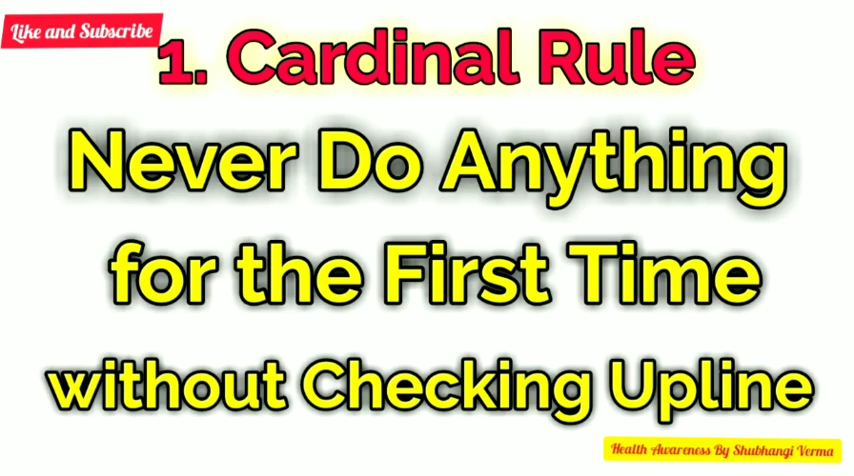 Like and Subscribe
1. Cardinal Rule
Never Do Anything
for the First Time
without Checking Upline
Health Awareness By Shubhangi Verma